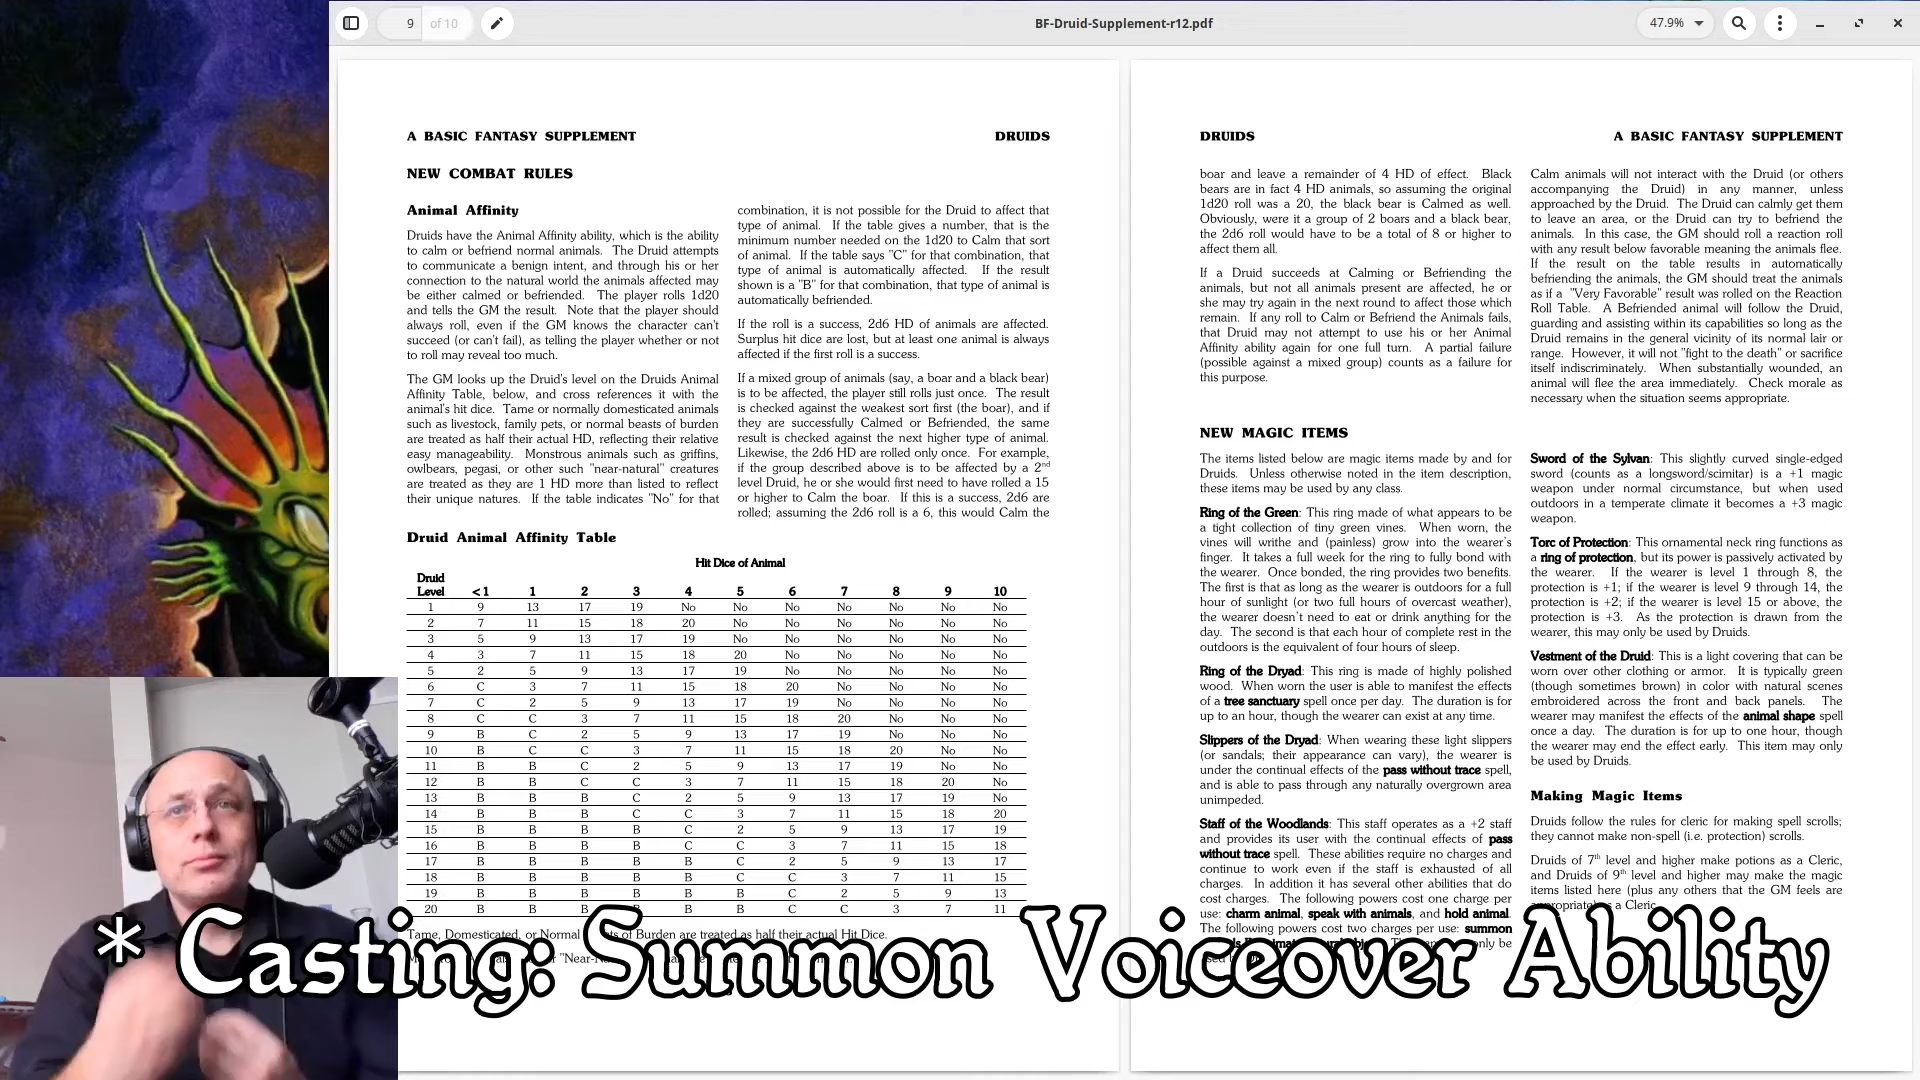 9 of 10
BF-Druid-Supplement-r12.pdf
47.9%
A BASIC FANTASY SUPPLEMENT
DRUIDS
NEW COMBAT RULES
Animal Affinity
Druids have the Animal Affinity ability, which is the ability
to calm or befriend normal animals. The Druid attempts
to communicate a benign intent, and through his or her
connection to the natural world the animals affected may
be either calmed or befriended. The player rolls 1d20
and tells the GM the result. Note that the player should
always roll, even if the GM knows the character can't
succeed (or can't fail), as telling the player whether or not
to roll may reveal too much.
The GM looks up the Druid's level on the Druids Animal
Affinity Table, below, and cross references it with the
animal's hit dice. Tame or normally domesticated animals
such as livestock, family pets, or normal beasts of burden
are treated as half their actual HD, reflecting their relative
easy manageability. Monstrous animals such as griffins,
owlbears, pegasi, or other such "near-natural" creatures
are treated as they are 1 HD more than listed to reflect
their unique natures. If the table indicates "No" for that
combination, it is not possible for the Druid to affect that
type of animal. If the table gives a number, that is the
minimum number needed on the 1d20 to Calm that sort
of animal. If the table says "C" for that combination, that
type of animal is automatically affected. If the result
shown is a "B" for that combination, that type of animal is
automatically befriended.
If the roll is a success, 2d6 HD of animals are affected.
Surplus hit dice are lost, but at least one animal is always
affected if the first roll is a success.
If a mixed group of animals (say, a boar and a black bear)
is to be affected, the player still rolls just once. The result
is checked against the weakest sort first (the boar), and if
they are successfully Calmed or Befriended, the same
result is checked against the next higher type of animal.
Likewise, the 2d6 HD are rolled only once. For example,
if the group described above is to be affected by a 2nd
level Druid, he or she would first need to have rolled a 15
or higher to Calm the boar. If this is a success, 2d6 are
rolled; assuming the 2d6 roll is a 6, this would Calm the
Druid Animal Affinity Table
Hit Dice of Animal
Druid
Level <1 1 2 3 4 5 6 7 8 9 10
1 9 13 17 19 No No No No No No No
2 7 11 15 18 20 No No No No No No
3 5 9 13 17 19 No No No No No No
4 3 7 11 15 18 20 No No No No No
5 2 5 9 13 17 19 No No No No No
6 C 3 7 11 15 18 20 No No No No
7 C 2 5 9 13 17 19 No No No No
8 C C 3 7 11 15 18 20 No No No
9 B C 2 5 9 13 17 19 No No No
10 B C C 3 7 11 15 18 20 No No
11 B B C 2 5 9 13 17 19 No No
12 B B C C 3 7 11 15 18 20 No
13 B B B C 2 5 9 13 17 19 No
14 B B B C C 3 7 11 15 18 20
15 B B B B C 2 5 9 13 17 19
16 B B B B C C 3 7 11 15 18
17 B B B B B C 2 5 9 13 17
18 B B B B B C C 3 7 11 15
19 B B B B B B C 2 5 9 13
20 B B B B B B C C 3 7 11
Tame, Domesticated, or Normal of Burden are treated as half their actual Hit Dice.
DRUIDS
A BASIC FANTASY SUPPLEMENT
boar and leave a remainder of 4 HD of effect. Black
bears are in fact 4 HD animals, so assuming the original
1d20 roll was a 20, the black bear is Calmed as well.
Obviously, were it a group of 2 boars and a black bear,
the 2d6 roll would have to be a total of 8 or higher to
affect them all.
If a Druid succeeds at Calming or Befriending the
animals, but not all animals present are affected, he or
she may try again in the next round to affect those which
remain. If any roll to Calm or Befriend the Animals fails,
that Druid may not attempt to use his or her Animal
Affinity ability again for one full turn. A partial failure
(possible against a mixed group) counts as a failure for
this purpose.
Calm animals will not interact with the Druid (or others
accompanying the Druid) in any manner, unless
approached by the Druid. The Druid can calmly get them
to leave an area, or the Druid can try to befriend the
animals. In this case, the GM should roll a reaction roll
with any result below favorable meaning the animals flee.
If the result on the table results in automatically
befriending the animals, the GM should treat the animals
as if a "Very Favorable" result was rolled on the Reaction
Roll Table. A Befriended animal will follow the Druid,
guarding and assisting within its capabilities so long as the
Druid remains in the general vicinity of its normal lair or
range. However, it will not "fight to the death" or sacrifice
itself indiscriminately. When substantially wounded, an
animal will flee the area immediately. Check morale as
necessary when the situation seems appropriate.
NEW MAGIC ITEMS
The items listed below are magic items made by and for
Druids. Unless otherwise noted in the item description,
these items may be used by any class.
Ring of the Green: This ring made of what appears to be
a tight collection of tiny green vines. When worn, the
vines will writhe and (painless) grow into the wearer's
finger. It takes a full week for the ring to fully bond with
the wearer. Once bonded, the ring provides two benefits.
The first is that as long as the wearer is outdoors for a full
hour of sunlight (or two full hours of overcast weather),
the wearer doesn't need to eat or drink anything for the
day. The second is that each hour of complete rest in the
outdoors is the equivalent of four hours of sleep.
Ring of the Dryad: This ring is made of highly polished
wood. When worn the user is able to manifest the effects
of a tree sanctuary spell once per day. The duration is for
up to an hour, though the wearer can exist at any time.
Slippers of the Dryad: When wearing these light slippers
(or sandals; their appearance can vary), the wearer is
under the continual effects of the pass without trace spell,
and is able to pass through any naturally overgrown area
unimpeded.
Staff of the Woodlands: This staff operates as a +2 staff
and provides its user with the continual effects of pass
without trace spell. These abilities require no charges and
continue to work even if the staff is exhausted of all
charges. In addition it has several other abilities that do
cost charges. The following powers cost one charge per
use: charm animal, speak with animals, and hold animal.
The following powers cost two charges per use: summon
only be
Sword of the Sylvan: This slightly curved single-edged
sword (counts as a longsword/scimitar) is a +1 magic
weapon under normal circumstance, but when used
outdoors in a temperate climate it becomes a +3 magic
weapon.
Torc of Protection: This ornamental neck ring functions as
a ring of protection, but its power is passively activated by
the wearer. If the wearer is level 1 through 8, the
protection is +1; if the wearer is level 9 through 14, the
protection is +2; if the wearer is level 15 or above, the
protection is +3. As the protection is drawn from the
wearer, this may only be used by Druids.
Vestment of the Druid: This is a light covering that can be
worn over other clothing or armor. It is typically green
(though sometimes brown) in color with natural scenes
embroidered across the front and back panels. The
wearer may manifest the effects of the animal shape spell
once a day. The duration is for up to one hour, though
the wearer may end the effect early. This item may only
be used by Druids.
Making Magic Items
Druids follow the rules for cleric for making spell scrolls;
they cannot make non-spell (i.e. protection) scrolls.
Druids of 7th level and higher make potions as a Cleric,
and Druids of 9th level and higher may make the magic
items listed here (plus any others that the GM feels are
appropriate) as a Cleric.
* Casting: Summon Voiceover Ability